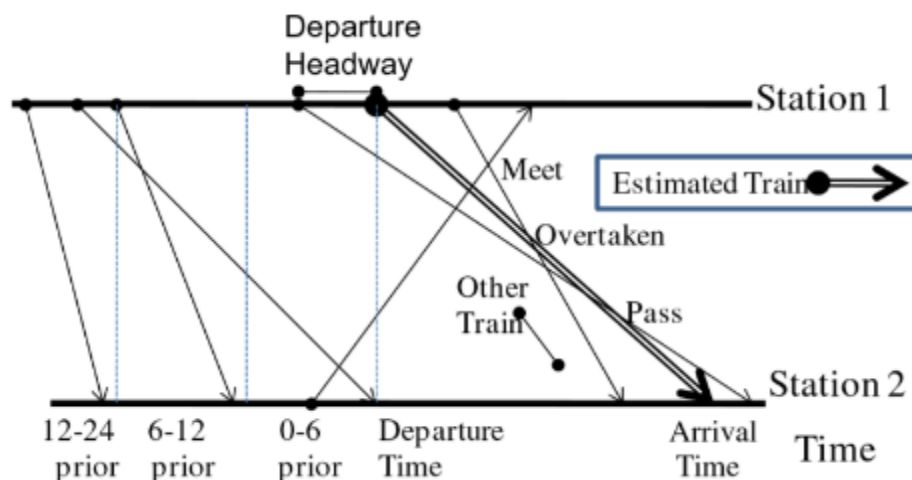 Departure
Headway
Station 1
Meet
Estimated Train
Overtaken
Other
Train
Pass
Station 2
12-24
prior
6-12
prior
0-6
prior
Departure
Time
Arrival
Time
Time